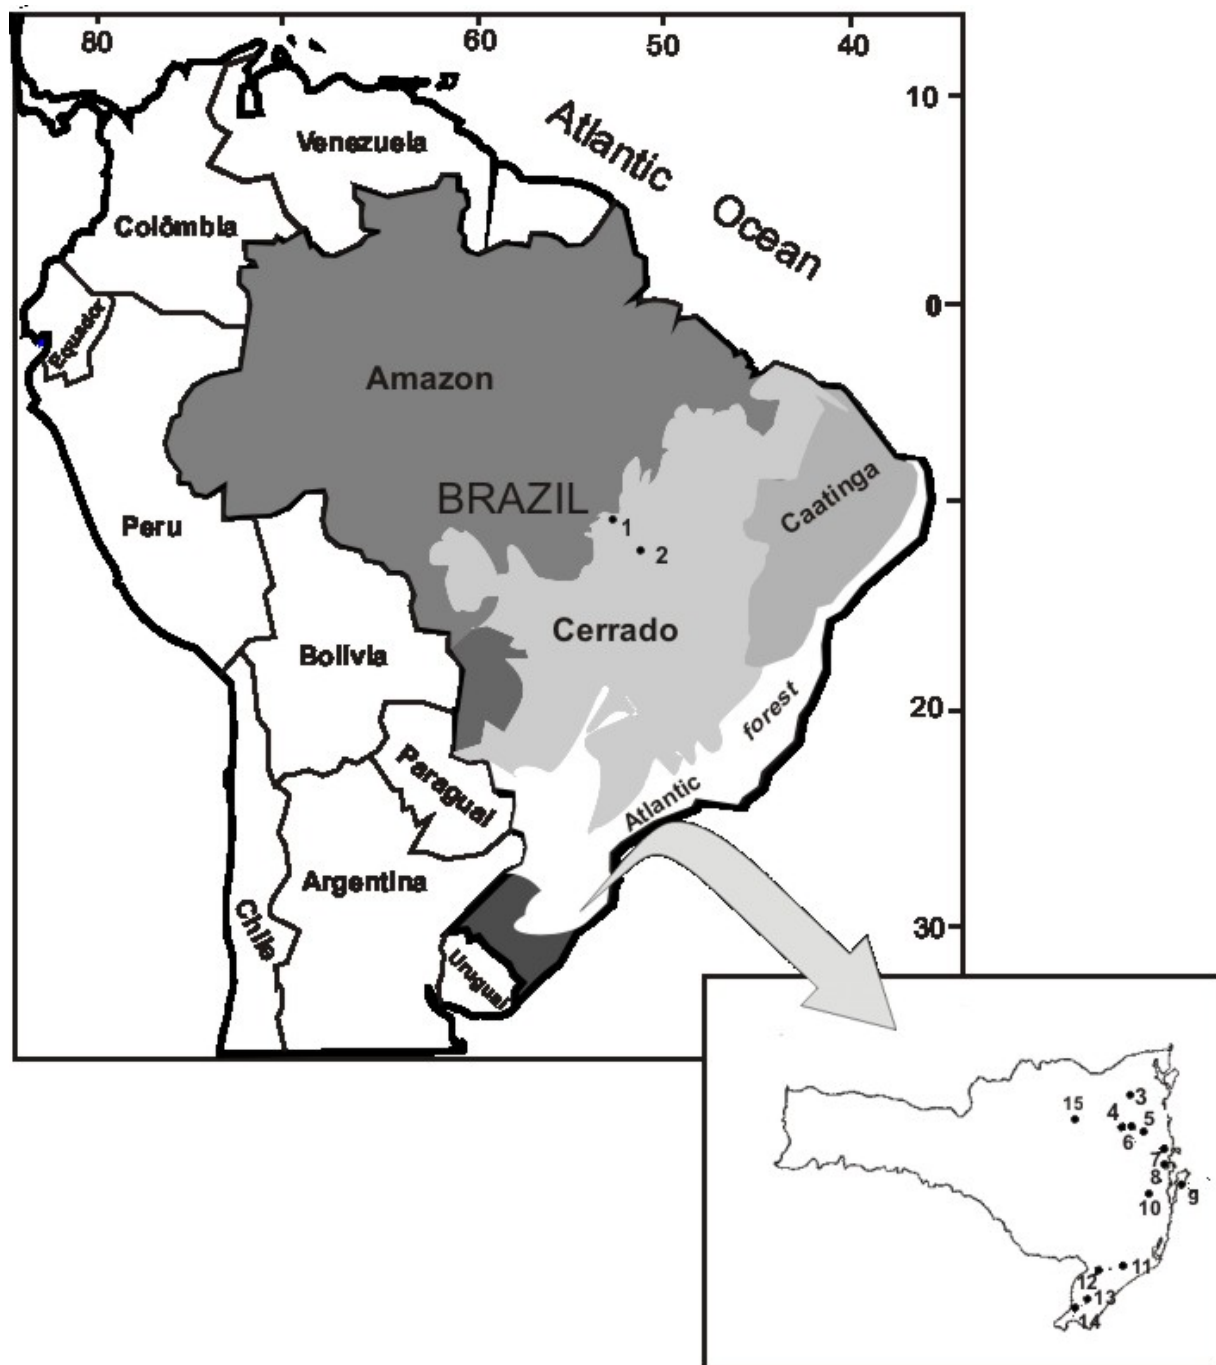 80
60
50
40
10
Atlantic
Ocean
Venezuela
Colômbia
0
Equador
Amazon
BRAZIL
Caatinga
1
Peru
2
Cerrado
Bolívia
forest
20
Paraguai
Atlantic
Argentina
Chile
30
Uruguai
3
15
4
5
6
7
8
9
10
11
12
13
14